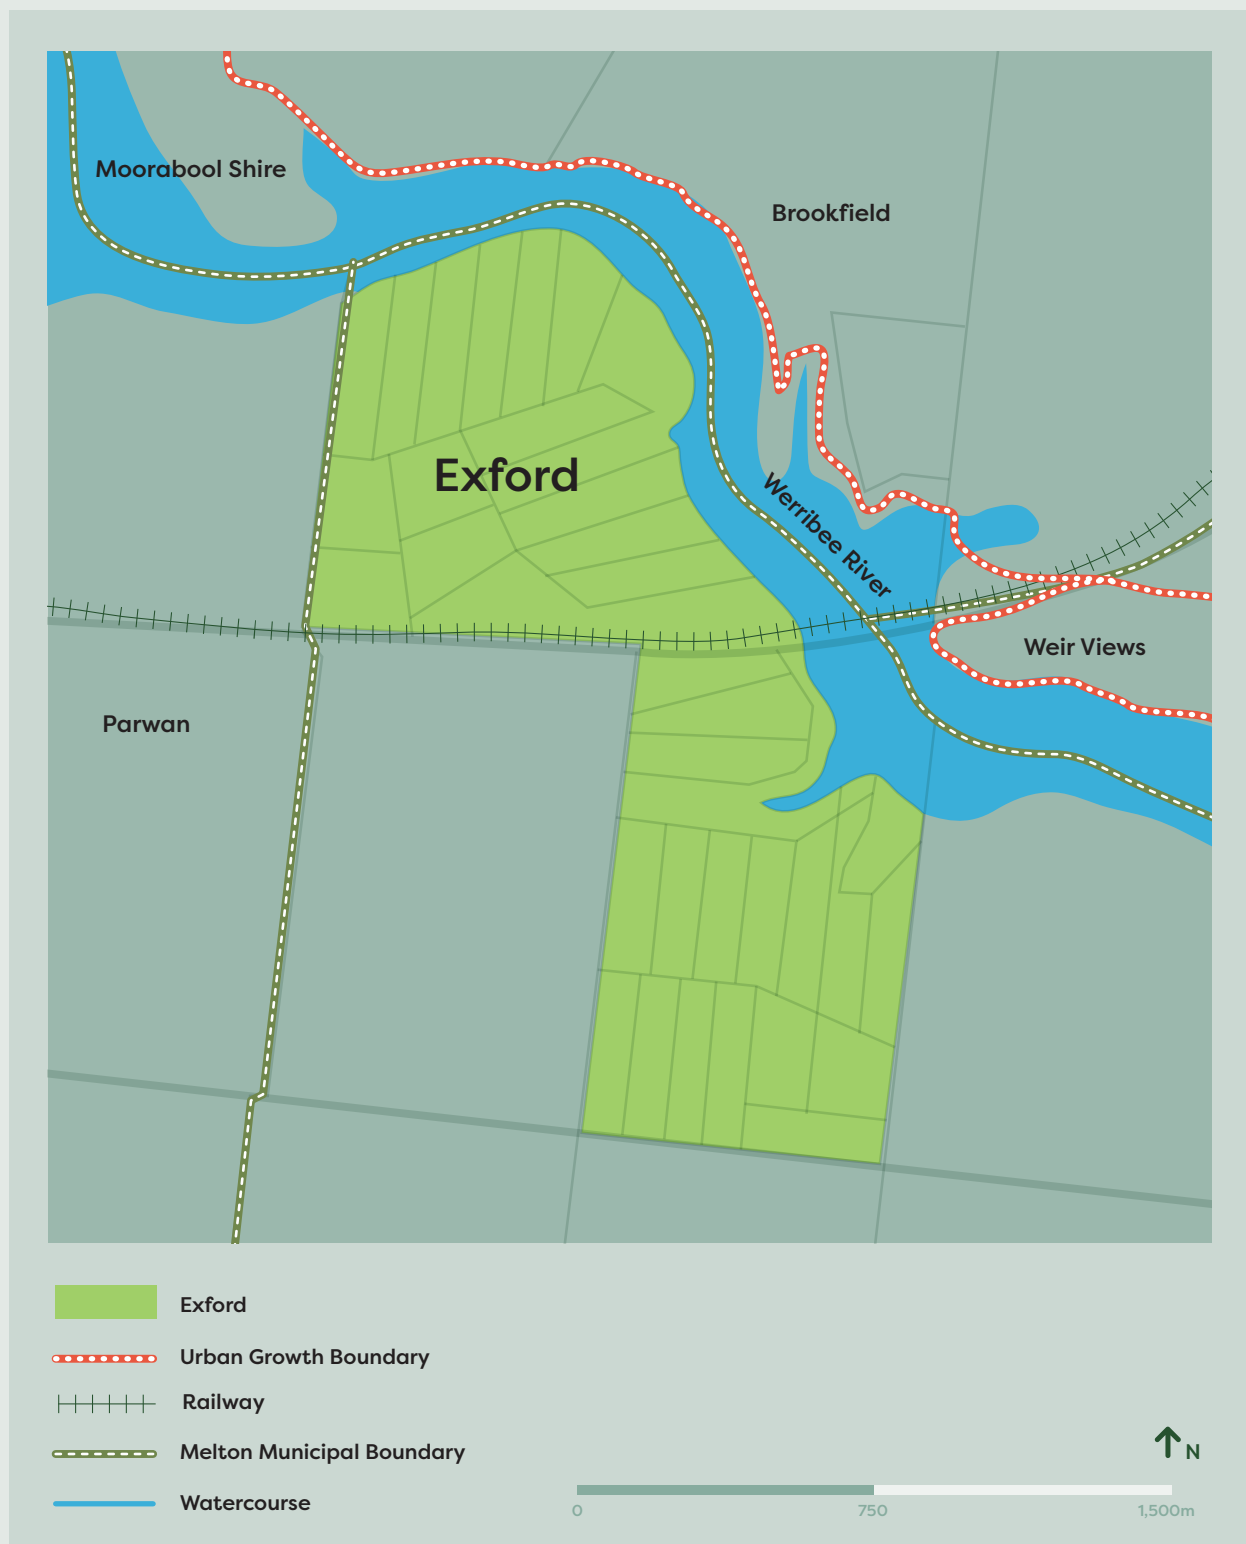 Moorabool Shire
Brookfield
Exford
Werribee River
Weir Views
Parwan
Exford
Urban Growth Boundary
Railway
Melton Municipal Boundary
N
Watercourse
0 750 1,500m